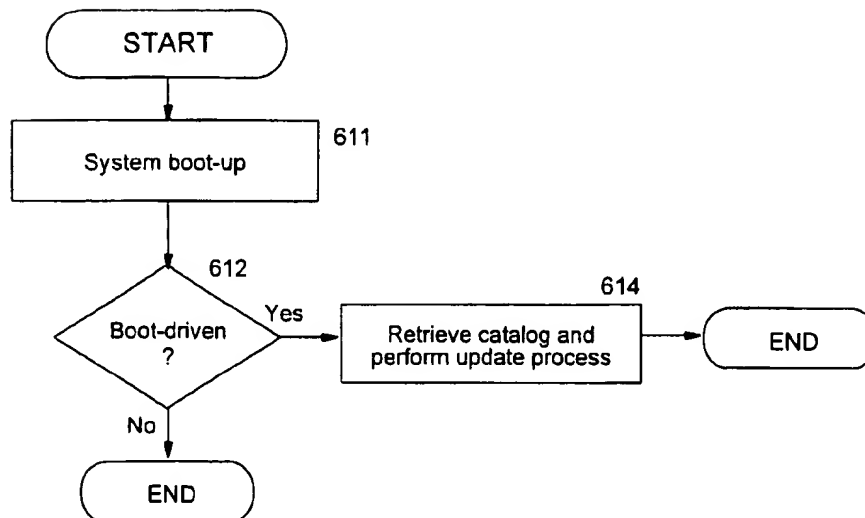 START
611
System boot-up
612
Boot-driven
?
Yes
No
614
Retrieve catalog and
perform update process
END
END